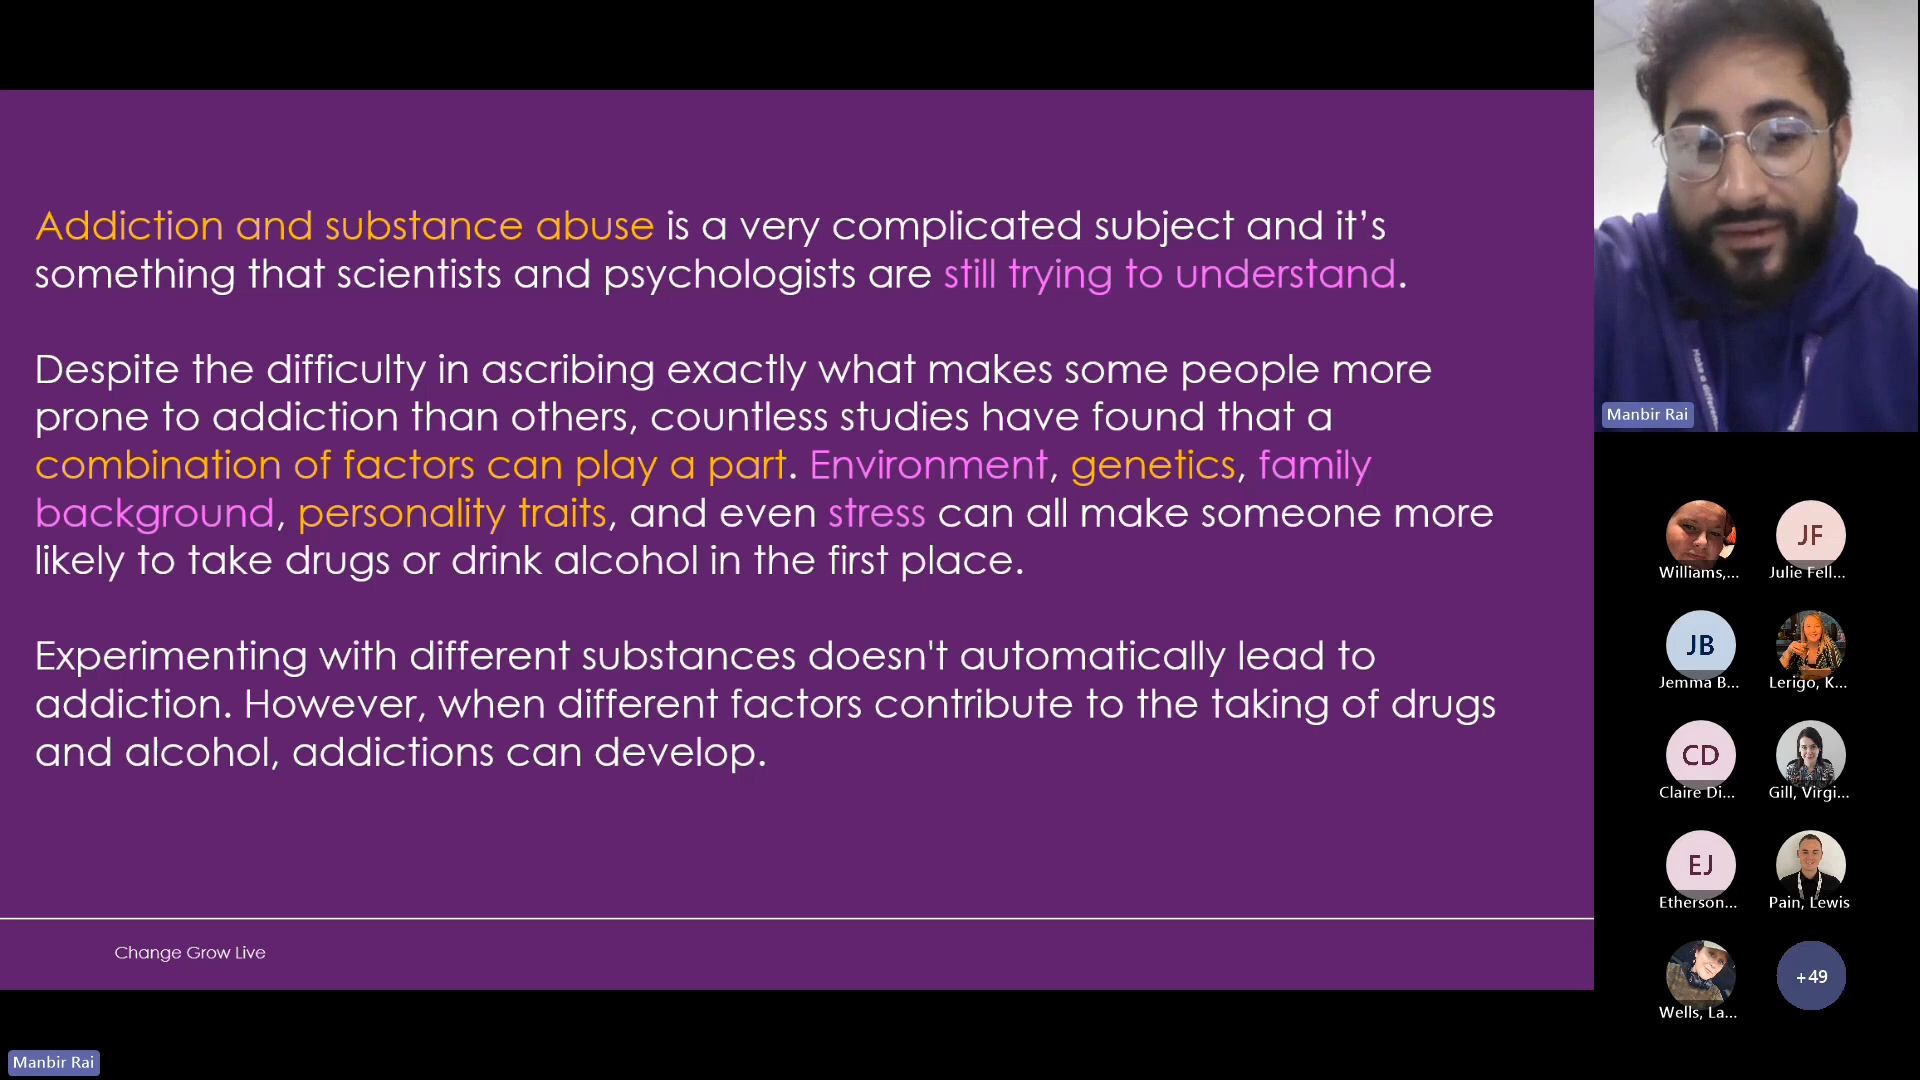 Addiction and substance abuse is a very complicated subject and it’s
something that scientists and psychologists are still trying to understand.
Despite the difficulty in ascribing exactly what makes some people more
prone to addiction than others, countless studies have found that a
combination of factors can play a part. Environment, genetics, family
background, personality traits, and even stress can all make someone more
likely to take drugs or drink alcohol in the first place.
Experimenting with different substances doesn't automatically lead to
addiction. However, when different factors contribute to the taking of drugs
and alcohol, addictions can develop.
Change Grow Live
Manbir Rai
Make a differen
Manbir Rai
JF
Williams,...
Julie Fell...
JB
Jemma B...
Lerigo, K...
CD
Claire Di...
Gill, Virgi...
EJ
Etherson...
Pain, Lewis
+49
Wells, La...